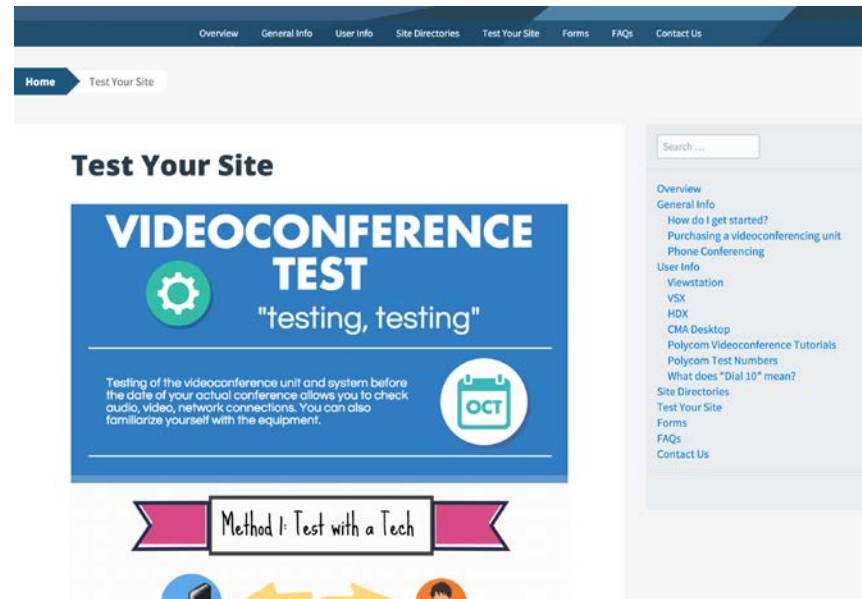 Overview General Info User Info Site Directories Test Your Site Forms FAQs Contact Us
Home Test Your Site
Test Your Site
VIDEOCONFERENCE
TEST
"testing, testing"
Testing of the videoconference unit and system before
the date of your actual conference allows you to check
audio, video, network connections. You can also
familiarize yourself with the equipment.
OCT
Method 1: Test with a Tech
Search ...
Overview
General Info
How do I get started?
Purchasing a videoconferencing unit
Phone Conferencing
User Info
Viewstation
VSX
HDX
CMA Desktop
Polycom Videoconference Tutorials
Polycom Test Numbers
What does "Dial 10" mean?
Site Directories
Test Your Site
Forms
FAQs
Contact Us